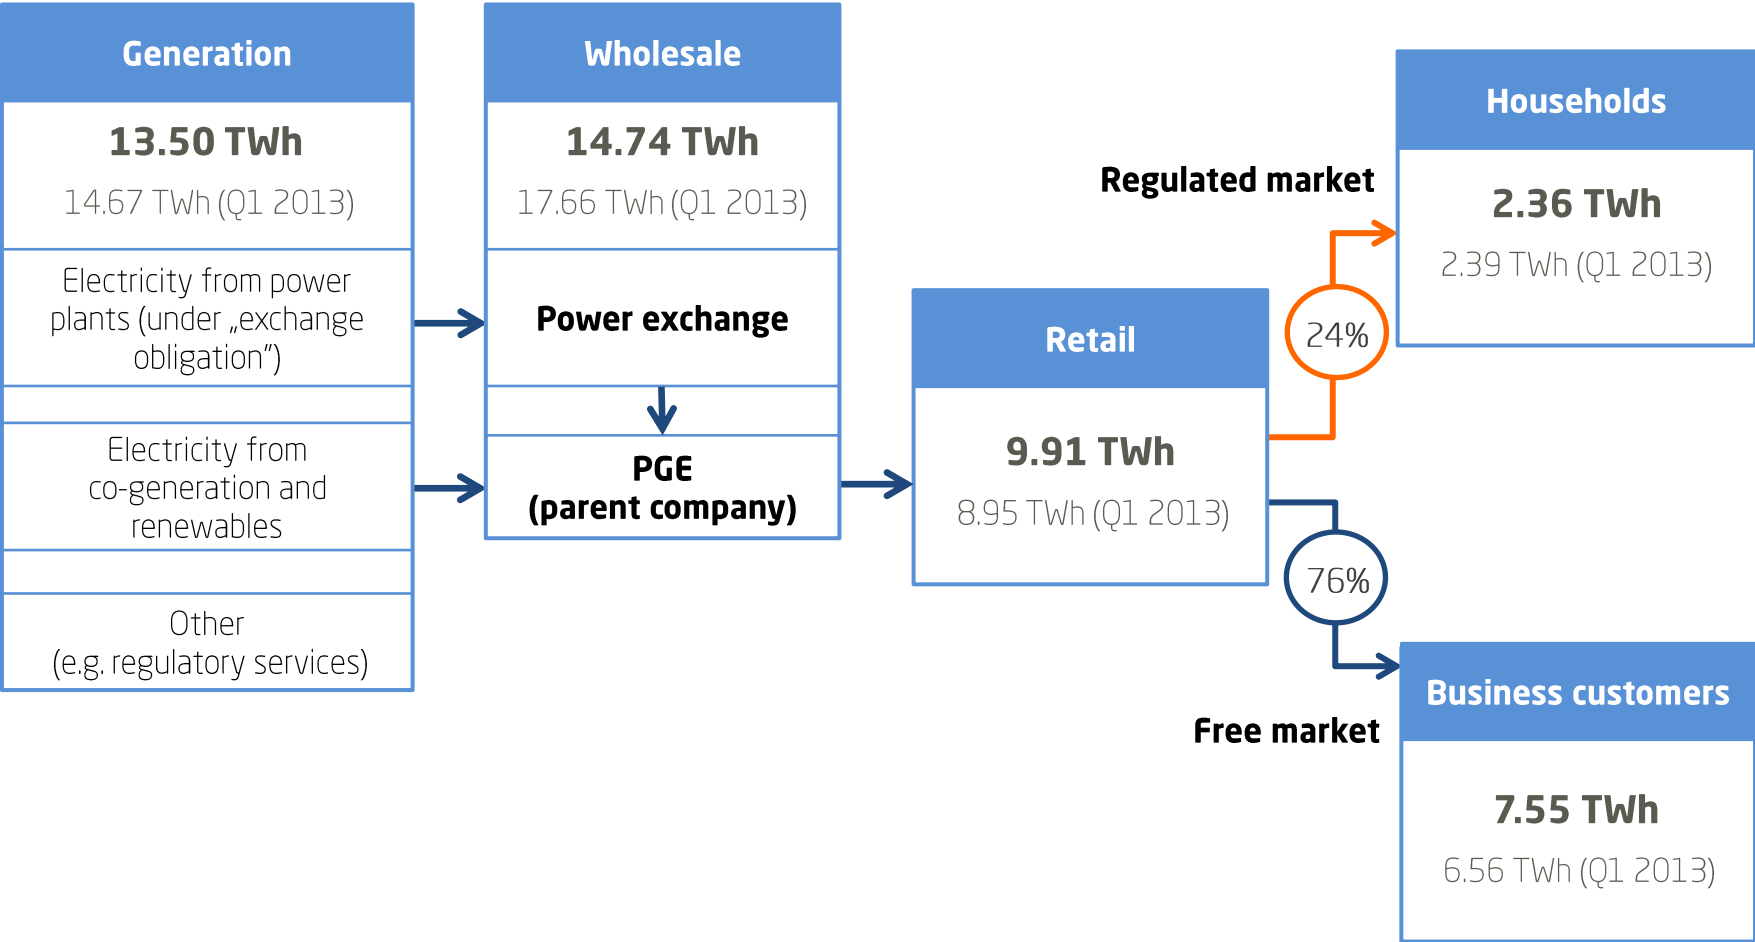 Generation
13.50 TWh
14.67 TWh (Q1 2013)
Electricity from power
plants (under „exchange
obligation”)
Electricity from
co-generation and
renewables
Other
(e.g. regulatory services)
Wholesale
14.74 TWh
17.66 TWh (Q1 2013)
Power exchange
PGE
(parent company)
Retail
9.91 TWh
8.95 TWh (Q1 2013)
Regulated market
24%
Households
2.36 TWh
2.39 TWh (Q1 2013)
76%
Free market
Business customers
7.55 TWh
6.56 TWh (Q1 2013)